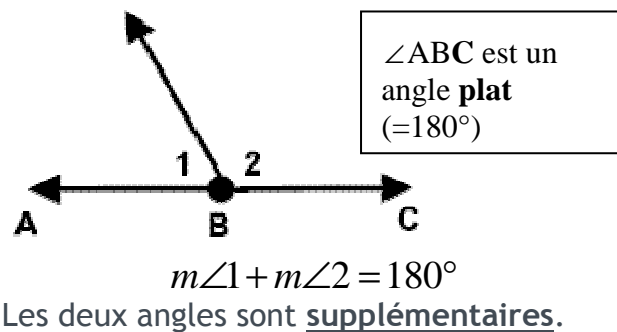 ∠ABC est un
angle plat
(=180°)
1 2
A B C
m∠1+m∠2=180°
Les deux angles sont supplémentaires.